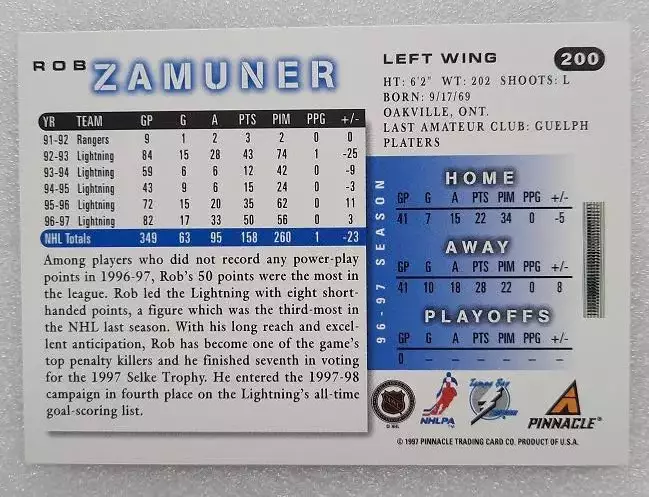 ROB ZAMUNER
LEFT WING 200
HT: 6'2" WT: 202 SHOOTS: L
BORN: 9/17/69
OAKVILLE, ONT.
LAST AMATEUR CLUB: GUELPH
PLATERS
YR TEAM GP G A PTS PIM PPG +/-
91-92 Rangers 9 1 2 3 2 0 0
92-93 Lightning 84 15 28 43 74 1 -25
93-94 Lightning 59 6 6 12 42 0 -9
94-95 Lightning 43 9 6 15 24 0 -3
95-96 Lightning 72 15 20 35 62 0 11
96-97 Lightning 82 17 33 50 56 0 3
NHL Totals 349 63 95 158 260 1 -23
Among players who did not record any power-play
points in 1996-97, Rob's 50 points were the most in
the league. Rob led the Lightning with eight short-
handed points, a figure which was the third-most in
the NHL last season. With his long reach and excel-
lent anticipation, Rob has become one of the game's
top penalty killers and he finished seventh in voting
for the 1997 Selke Trophy. He entered the 1997-98
campaign in fourth place on the Lightning's all-time
goal-scoring list.
96-97 SEASON
HOME
GP G A PTS PIM PPG +/-
41 7 15 22 34 0 -5
AWAY
GP G A PTS PIM PPG +/-
41 10 18 28 22 0 8
PLAYOFFS
GP G A PTS PIM PPG +/-
0 – – – – – –
© NHL
NHLPA
Tampa Bay
PINNACLE
© 1997 PINNACLE TRADING CARD CO. PRODUCT OF U.S.A.